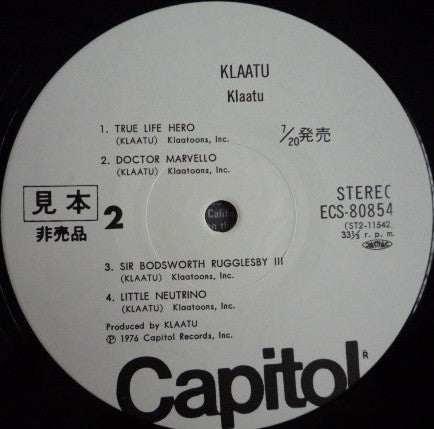 KLAATU
Klaatu
1. TRUE LIFE HERO
(KLAATU) Klaatoons, Inc.
7/20発売
2. DOCTOR MARVELLO
(KLAATU) Klaatoons, Inc.
見本
非売品
2
STEREO
ECS-80854
(ST2-11542)
33⅓ r. p. m.
3. SIR BODSWORTH RUGGLESBY III
(KLAATU) Klaatoons, Inc.
4. LITTLE NEUTRINO
(KLAATU) Klaatoons, Inc.
Produced by KLAATU
Ⓟ 1976 Capitol Records, Inc.
Capitol
R